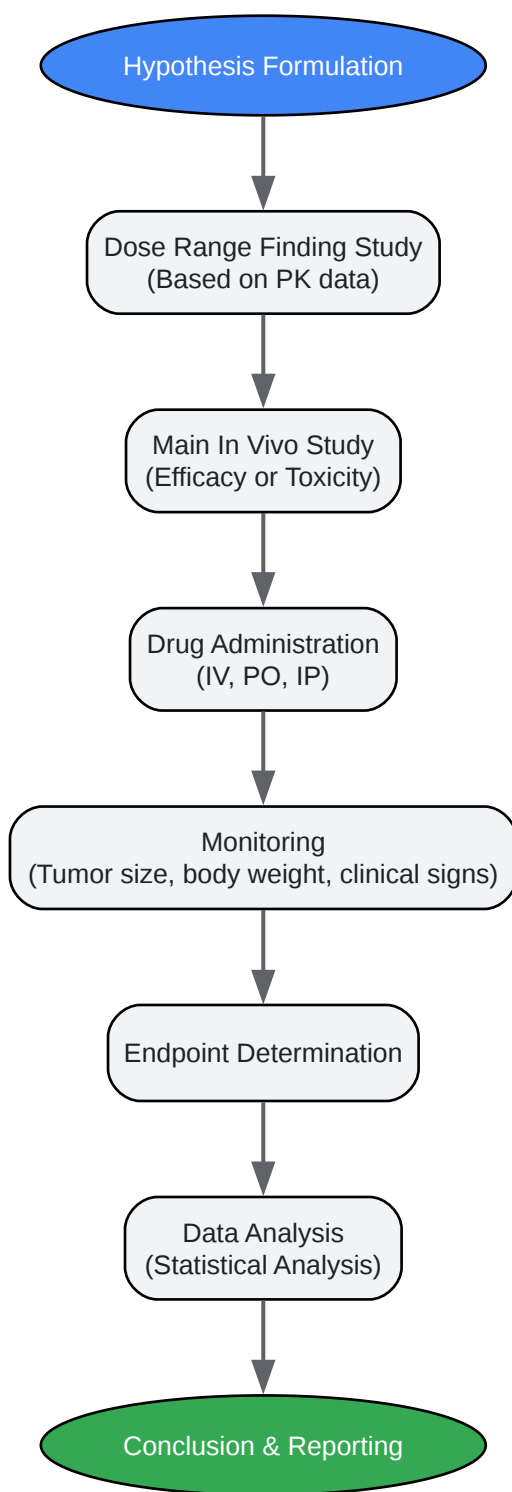 Hypothesis Formulation
Dose Range Finding Study
(Based on PK data)
Main In Vivo Study
(Efficacy or Toxicity)
Drug Administration
(IV, PO, IP)
Monitoring
(Tumor size, body weight, clinical signs)
Endpoint Determination
Data Analysis
(Statistical Analysis)
Conclusion & Reporting